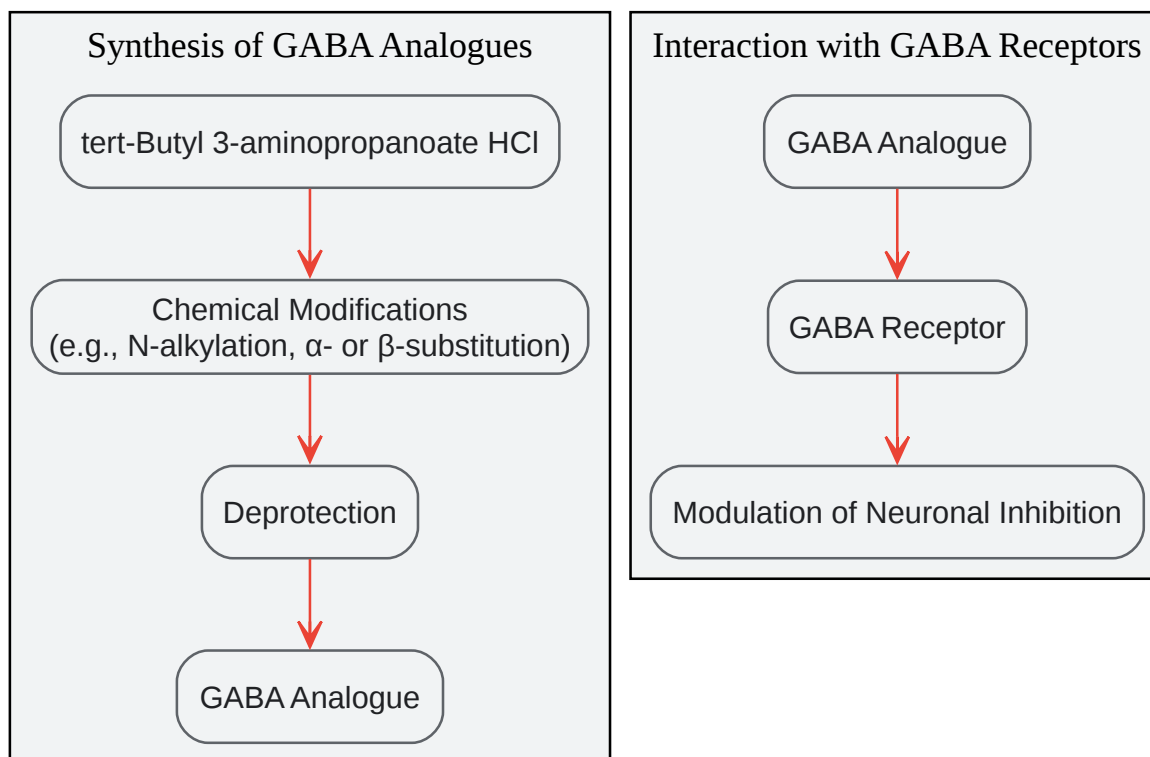 Synthesis of GABA Analogues
tert-Butyl 3-aminopropanoate HCl
Chemical Modifications
(e.g., N-alkylation, α- or β-substitution)
Deprotection
GABA Analogue
Interaction with GABA Receptors
GABA Analogue
GABA Receptor
Modulation of Neuronal Inhibition